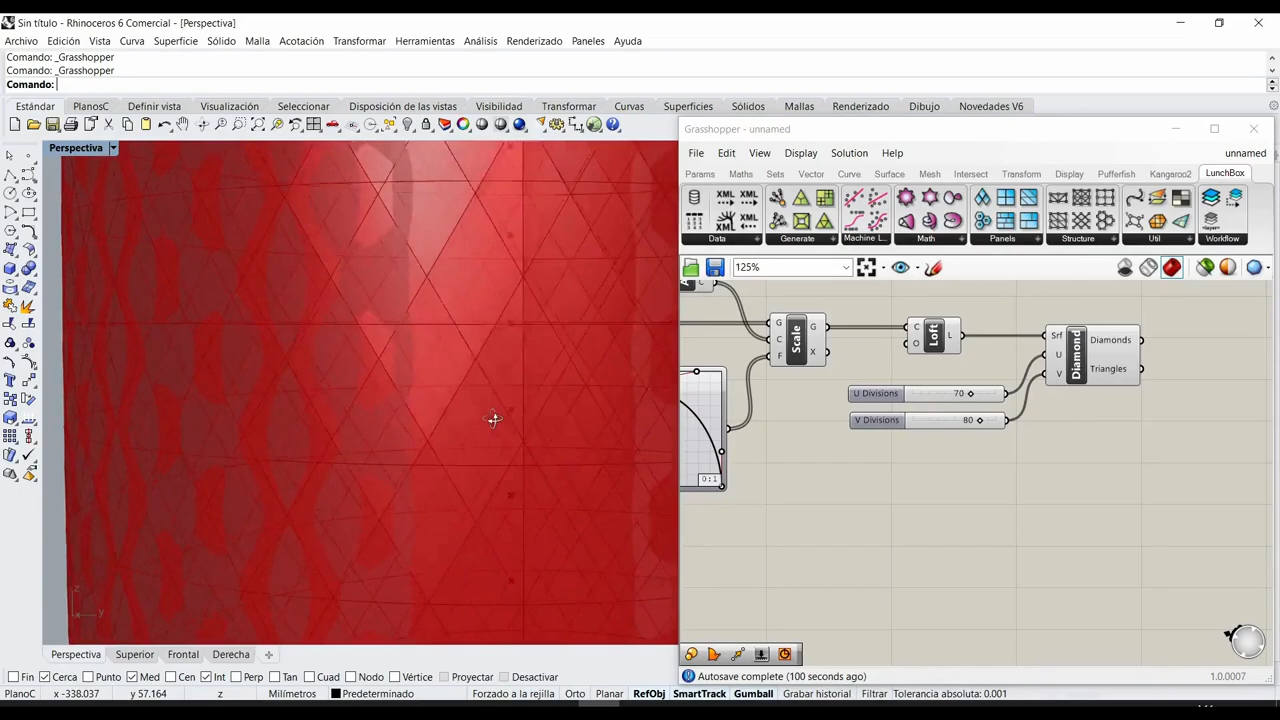 Sin título - Rhinoceros 6 Comercial - [Perspectiva]
Archivo Edición Vista Curva Superficie Sólido Malla Acotación Transformar Herramientas Análisis Renderizado Paneles Ayuda
Comando: _Grasshopper
Comando: _Grasshopper
Comando:
Estándar PlanosC Definir vista Visualización Seleccionar Disposición de las vistas Visibilidad Transformar Curvas Superficies Sólidos Mallas Renderizado Dibujo Novedades V6
Perspectiva
Grasshopper - unnamed
File Edit View Display Solution Help unnamed
Params Maths Sets Vector Curve Surface Mesh Intersect Transform Display Pufferfish Kangaroo2 LunchBox
XML XML
XML XML
Data Generate Machine L... Math Panels Structure Util Workflow
125%
C
G C F Scale G X
C O Loft L
Srf U V Diamond Diamonds Triangles
U Divisions 70
V Divisions 80
0:1
z
x y
Perspectiva Superior Frontal Derecha
Autosave complete (100 seconds ago) 1.0.0007
Fin Cerca Punto Med Cen Int Perp Tan Cuad Nodo Vértice Proyectar Desactivar
PlanoC x -338.037 y 57.164 z Milímetros Predeterminado Forzado a la rejilla Orto Planar RefObj SmartTrack Gumball Grabar historial Filtrar Tolerancia absoluta: 0.001